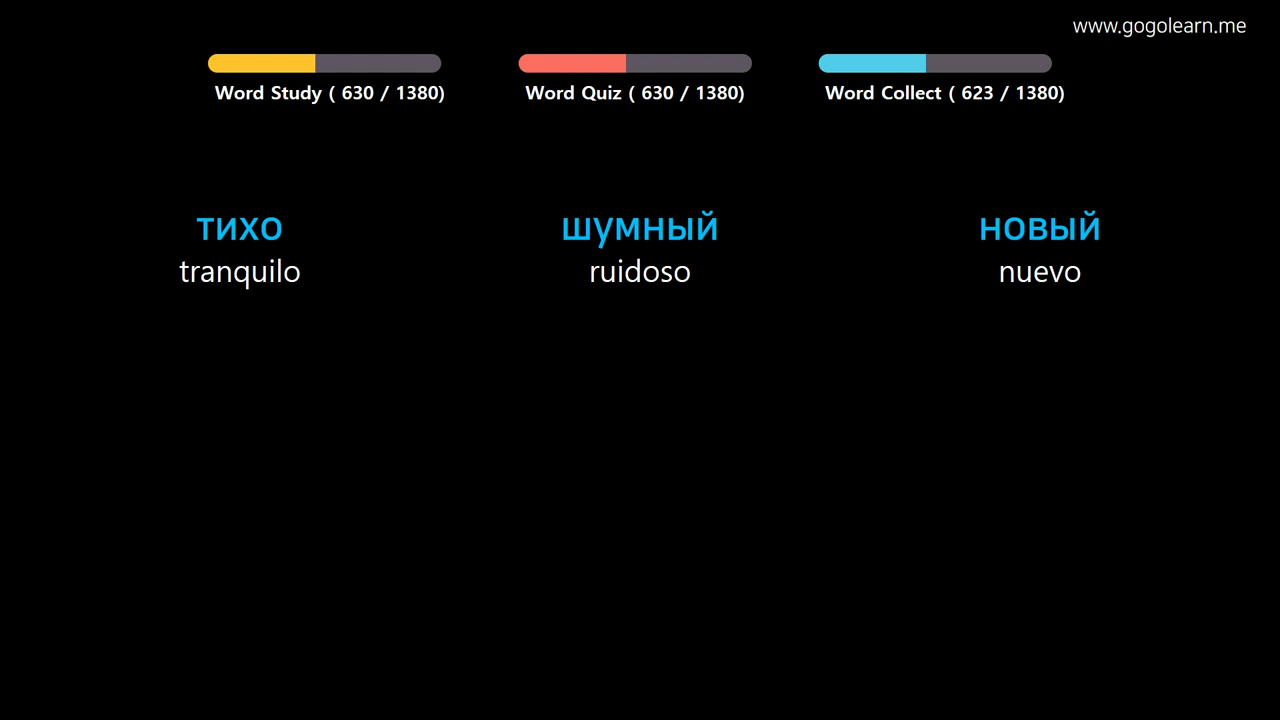 www.gogolearn.me
Word Study ( 630 / 1380)
Word Quiz ( 630 / 1380)
Word Collect ( 623 / 1380)
тихо
tranquilo
шумный
ruidoso
новый
nuevo